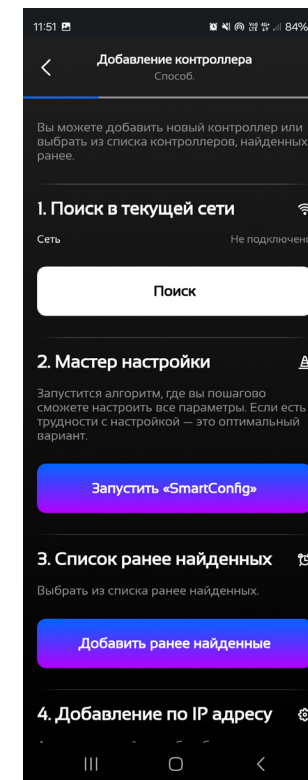 11:51 84%
Добавление контроллера
Способ.
Вы можете добавить новый контроллер или
выбрать из списка контроллеров, найденных
ранее.
1. Поиск в текущей сети
Сеть Не подключено
Поиск
2. Мастер настройки
Запустится алгоритм, где вы пошагово
сможете настроить все параметры. Если есть
трудности с настройкой — это оптимальный
вариант.
Запустить «SmartConfig»
3. Список ранее найденных
Выбрать из списка ранее найденных.
Добавить ранее найденные
4. Добавление по IP адресу